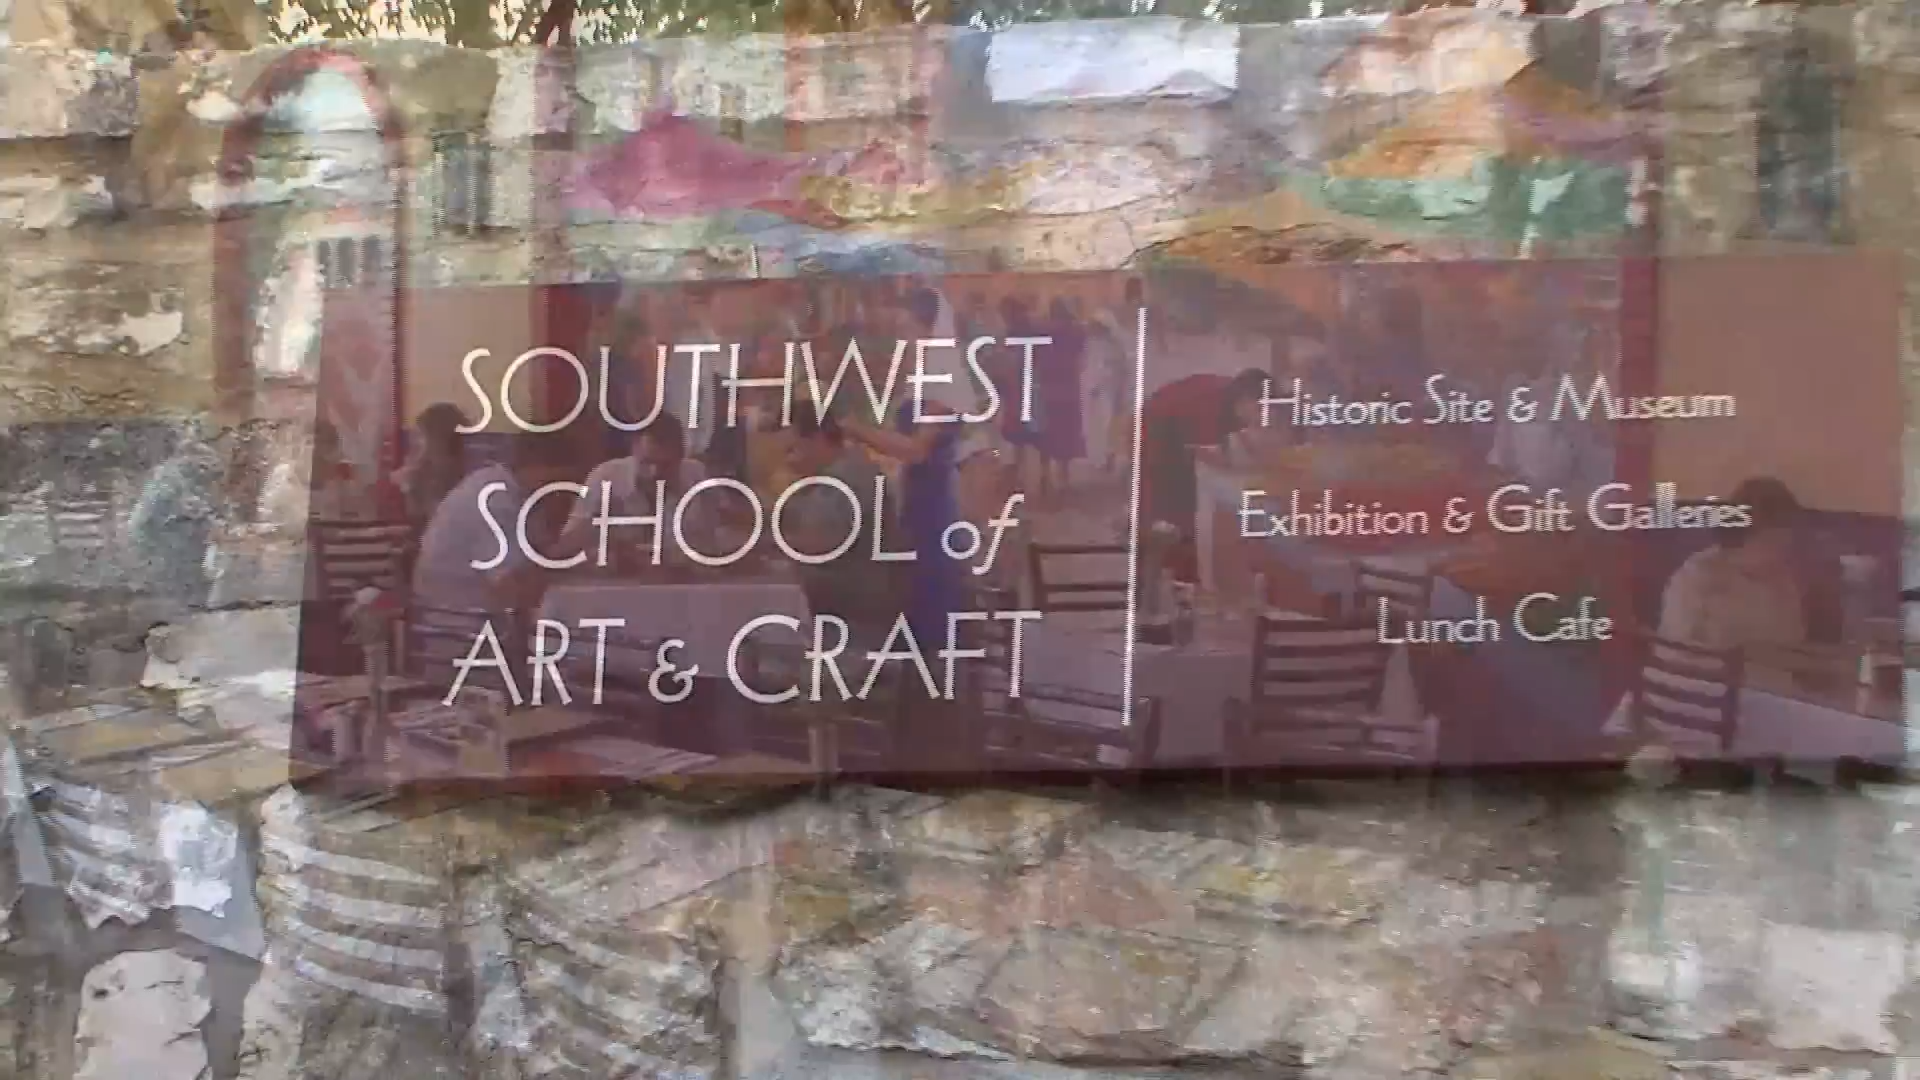 SOUTHWEST
SCHOOL of
ART & CRAFT
Historic Site & Museum
Exhibition & Gift Galleries
Lunch Cafe